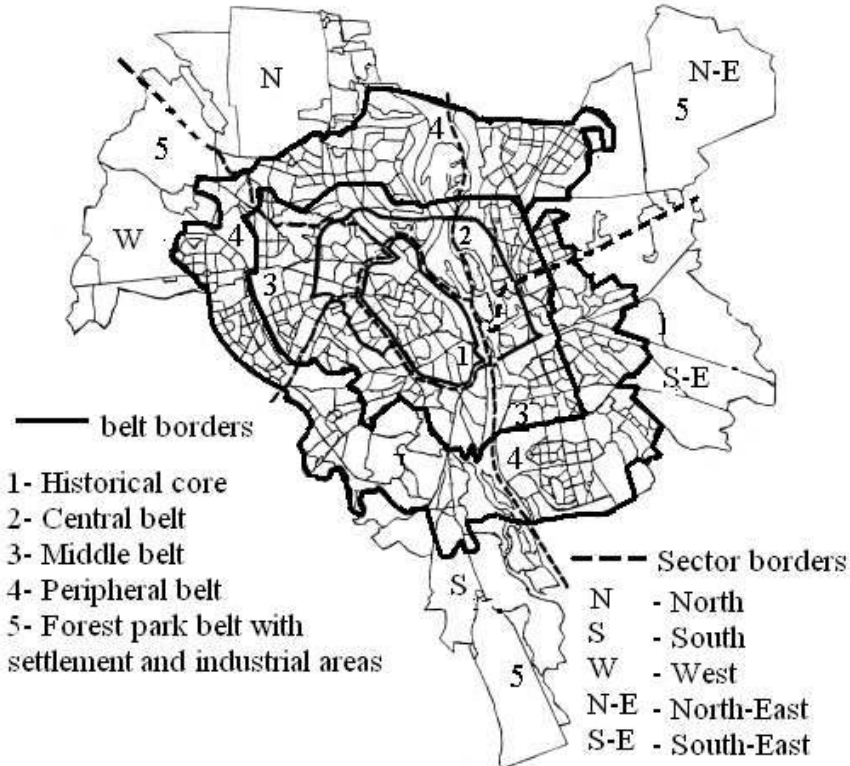 N
N-E
5
4
5
W
4
2
3
1
S-E
3
4
S
5
belt borders
1- Historical core
2- Central belt
3- Middle belt
4- Peripheral belt
5- Forest park belt with
settlement and industrial areas
Sector borders
N - North
S - South
W - West
N-E - North-East
S-E - South-East